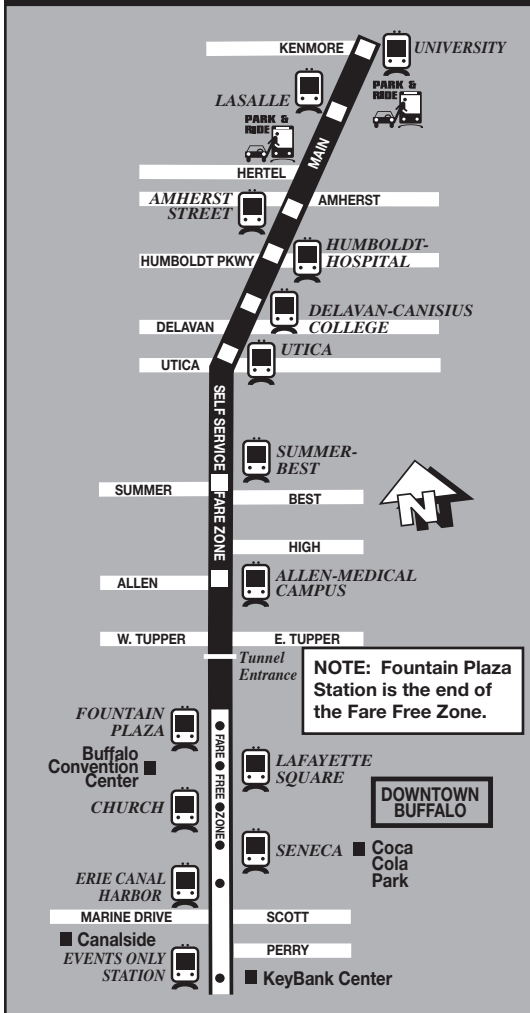 KENMORE
UNIVERSITY
LASALLE
PARK &
RIDE
PARK &
RIDE
MAIN
HERTEL
AMHERST
STREET
AMHERST
HUMBOLDT PKWY
HUMBOLDT-
HOSPITAL
DELAVAN-CANISIUS
COLLEGE
DELAVAN
UTICA
UTICA
SELF SERVICE
FARE ZONE
SUMMER-
BEST
SUMMER
BEST
N
HIGH
ALLEN
ALLEN-MEDICAL
CAMPUS
W. TUPPER
E. TUPPER
Tunnel
Entrance
NOTE: Fountain Plaza
Station is the end of
the Fare Free Zone.
FOUNTAIN
PLAZA
FARE FREE ZONE
Buffalo
Convention
Center
LAFAYETTE
SQUARE
CHURCH
DOWNTOWN
BUFFALO
SENECA
Coca
Cola
Park
ERIE CANAL
HARBOR
MARINE DRIVE
SCOTT
Canalside
PERRY
EVENTS ONLY
STATION
KeyBank Center